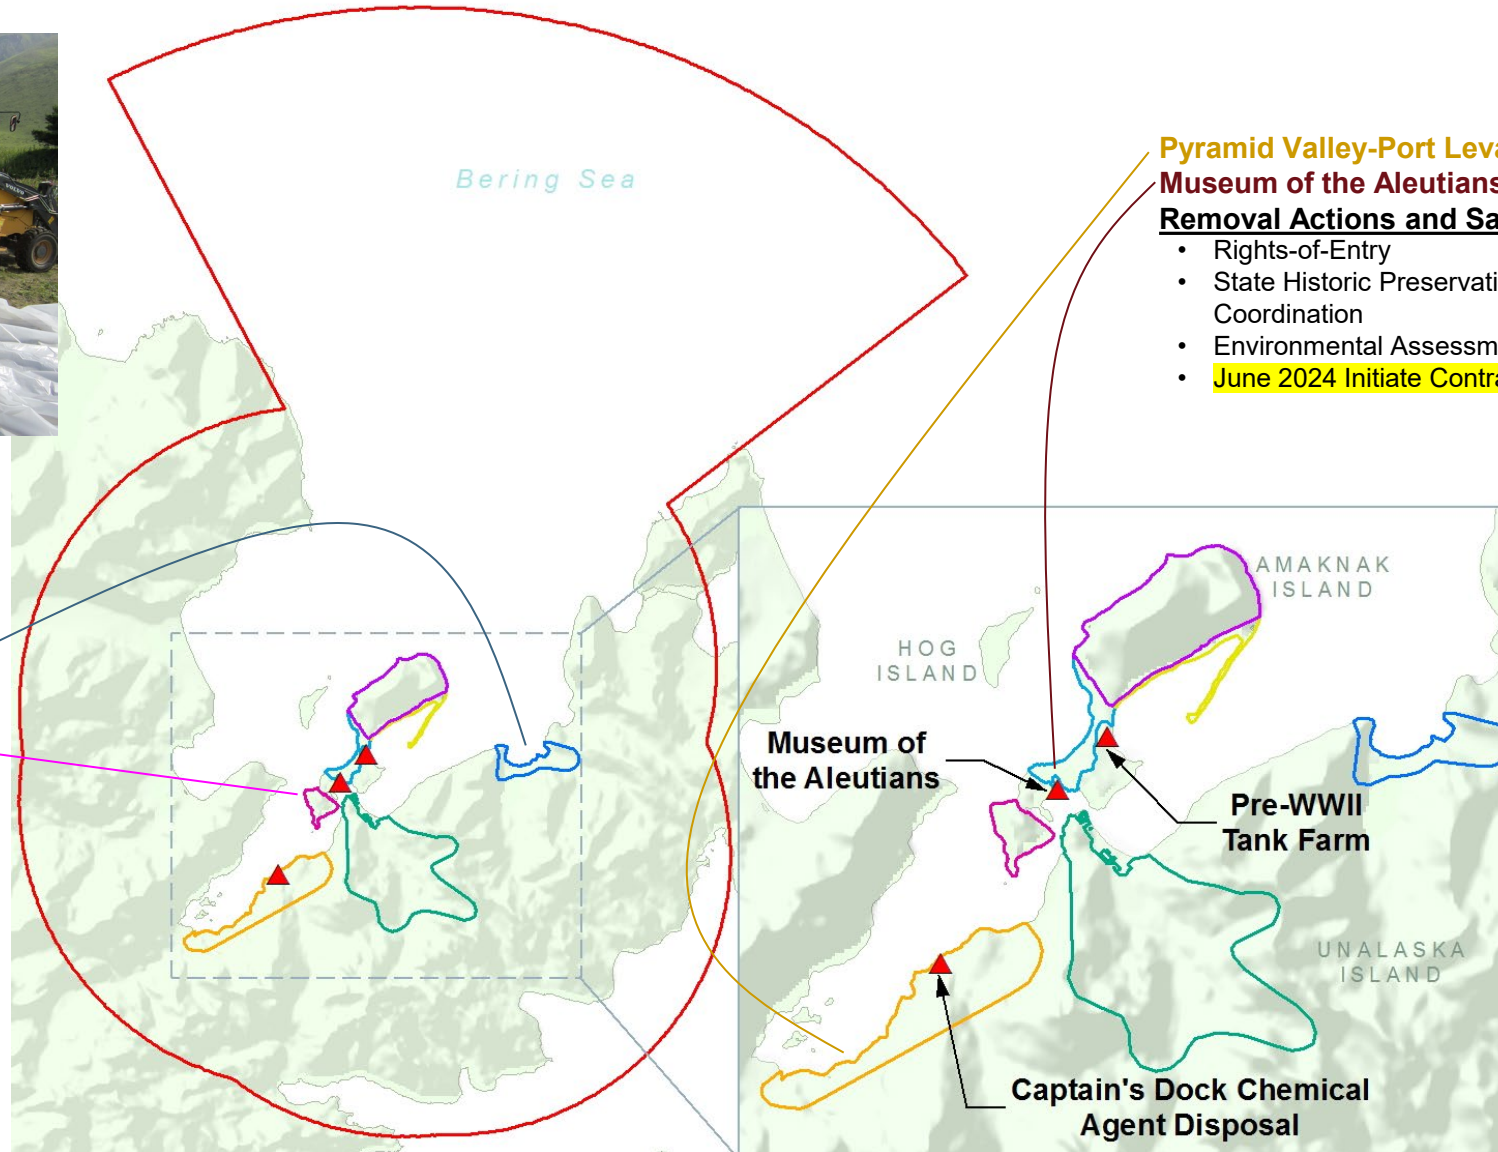 Bering Sea
Pyramid Valley-Port Leva
Museum of the Aleutians
Removal Actions and Sa
• Rights-of-Entry
• State Historic Preservati
Coordination
• Environmental Assessm
• June 2024 Initiate Contra
AMAKNAK
ISLAND
HOG
ISLAND
Museum of
the Aleutians
Pre-WWII
Tank Farm
UNALASKA
ISLAND
Captain's Dock Chemical
Agent Disposal